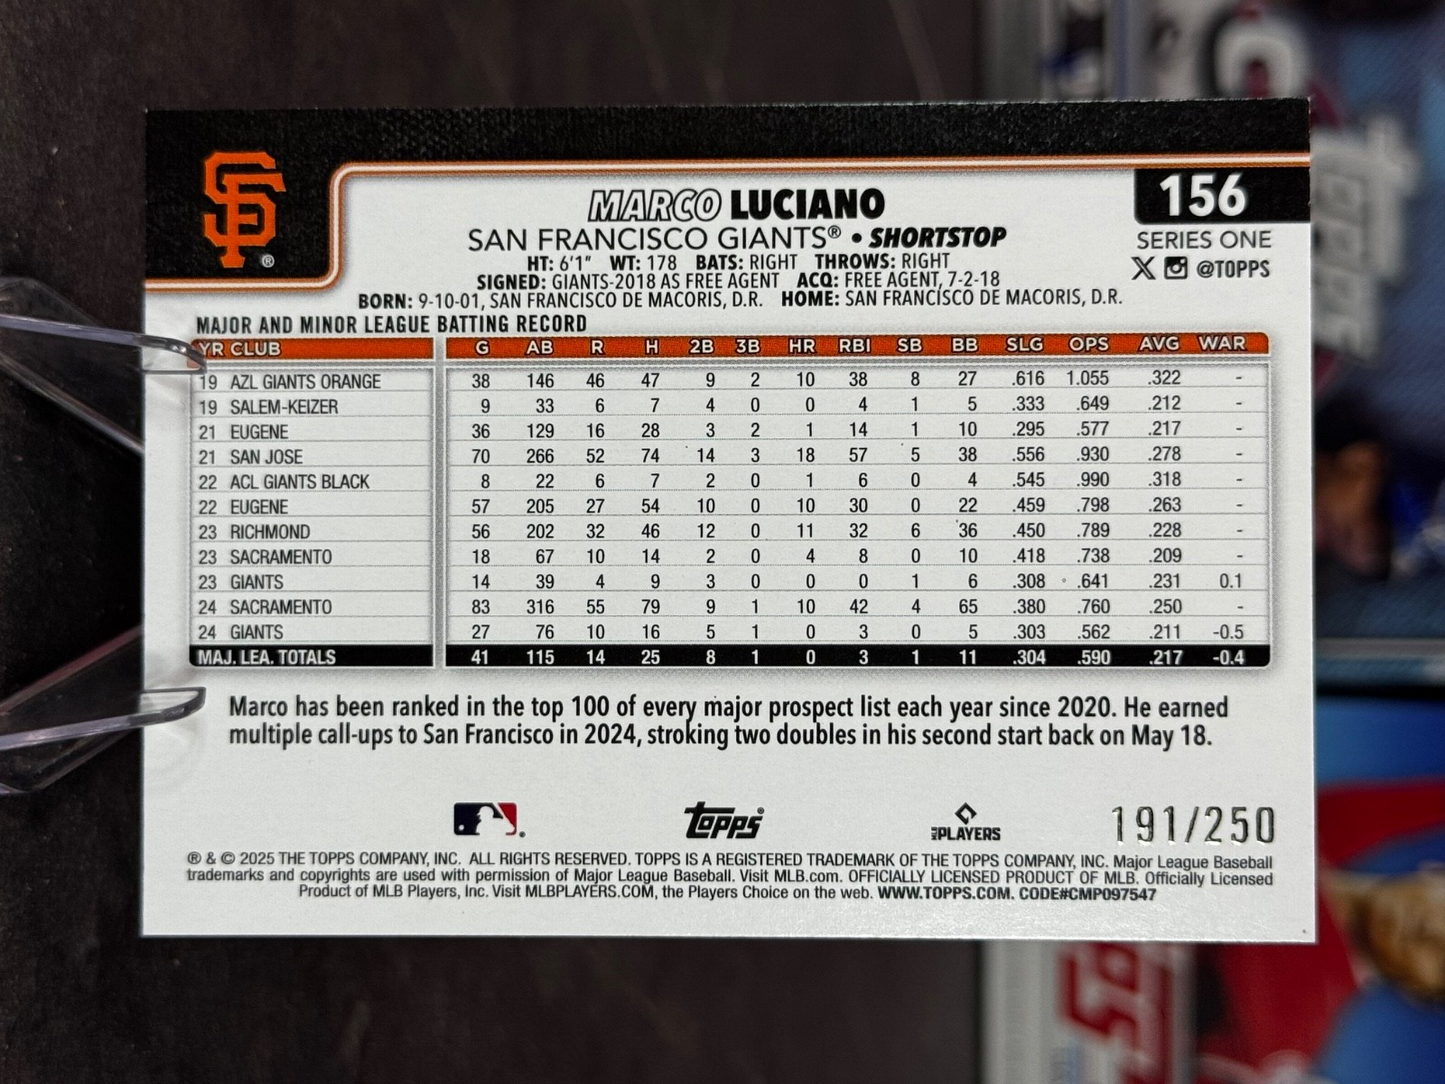 SF®
156
MARCO LUCIANO
SAN FRANCISCO GIANTS® • SHORTSTOP
SERIES ONE
HT: 6'1" WT: 178 BATS: RIGHT THROWS: RIGHT
@TOPPS
SIGNED: GIANTS-2018 AS FREE AGENT ACQ: FREE AGENT, 7-2-18
BORN: 9-10-01, SAN FRANCISCO DE MACORIS, D.R. HOME: SAN FRANCISCO DE MACORIS, D.R.
MAJOR AND MINOR LEAGUE BATTING RECORD
YR CLUB G AB R H 2B 3B HR RBI SB BB SLG OPS AVG WAR
19 AZL GIANTS ORANGE 38 146 46 47 9 2 10 38 8 27 .616 1.055 .322 -
19 SALEM-KEIZER 9 33 6 7 4 0 0 4 1 5 .333 .649 .212 -
21 EUGENE 36 129 16 28 3 2 1 14 1 10 .295 .577 .217 -
21 SAN JOSE 70 266 52 74 14 3 18 57 5 38 .556 .930 .278 -
22 ACL GIANTS BLACK 8 22 6 7 2 0 1 6 0 4 .545 .990 .318 -
22 EUGENE 57 205 27 54 10 0 10 30 0 22 .459 .798 .263 -
23 RICHMOND 56 202 32 46 12 0 11 32 6 36 .450 .789 .228 -
23 SACRAMENTO 18 67 10 14 2 0 4 8 0 10 .418 .738 .209 -
23 GIANTS 14 39 4 9 3 0 0 0 1 6 .308 .641 .231 0.1
24 SACRAMENTO 83 316 55 79 9 1 10 42 4 65 .380 .760 .250 -
24 GIANTS 27 76 10 16 5 1 0 3 0 5 .303 .562 .211 -0.5
MAJ. LEA. TOTALS 41 115 14 25 8 1 0 3 1 11 .304 .590 .217 -0.4
Marco has been ranked in the top 100 of every major prospect list each year since 2020. He earned
multiple call-ups to San Francisco in 2024, stroking two doubles in his second start back on May 18.
Topps®
PLAYERS
191/250
® & © 2025 THE TOPPS COMPANY, INC. ALL RIGHTS RESERVED. TOPPS IS A REGISTERED TRADEMARK OF THE TOPPS COMPANY, INC. Major League Baseball
trademarks and copyrights are used with permission of Major League Baseball. Visit MLB.com. OFFICIALLY LICENSED PRODUCT OF MLB. Officially Licensed
Product of MLB Players, Inc. Visit MLBPLAYERS.COM, the Players Choice on the web. WWW.TOPPS.COM. CODE#CMP097547